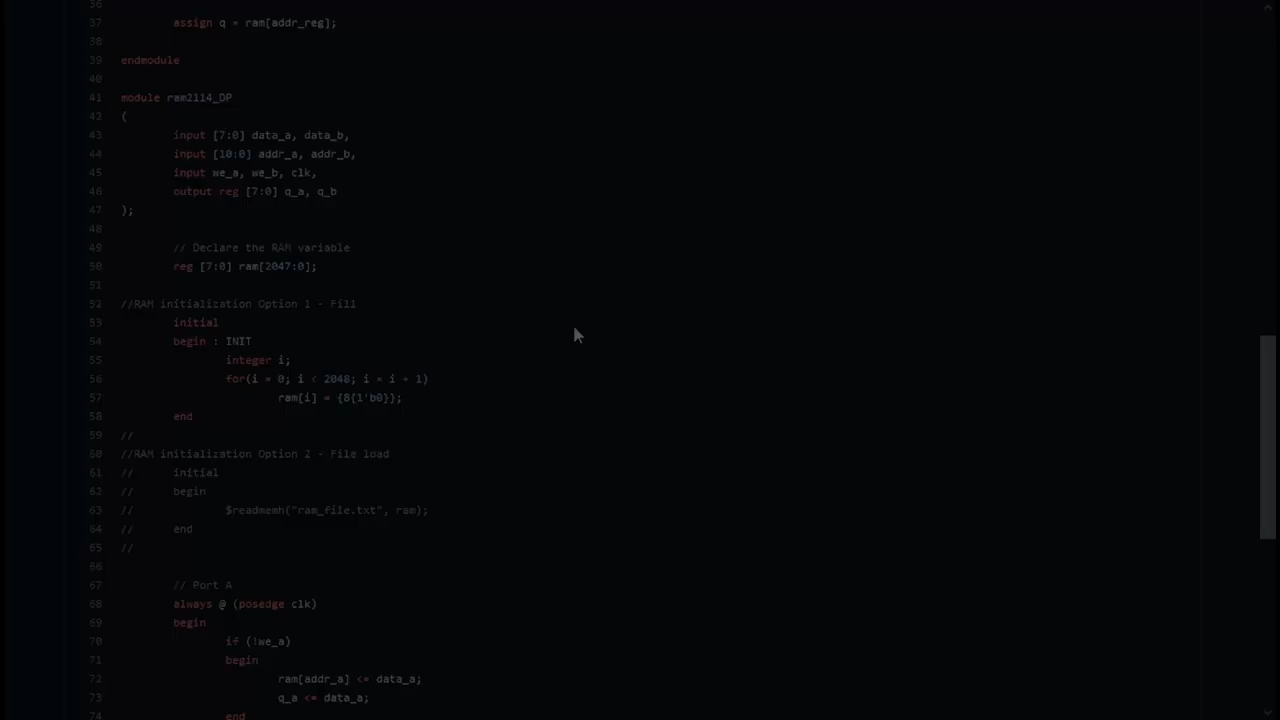 36
37 assign q = ram[addr_reg];
38
39 endmodule
40
41 module ram2114_DP
42 (
43 input [7:0] data_a, data_b,
44 input [10:0] addr_a, addr_b,
45 input we_a, we_b, clk,
46 output reg [7:0] q_a, q_b
47 );
48
49 // Declare the RAM variable
50 reg [7:0] ram[2047:0];
51
52 //RAM initialization Option 1 - Fill
53 initial
54 begin : INIT
55 integer i;
56 for(i = 0; i < 2048; i = i + 1)
57 ram[i] = {8{1'b0}};
58 end
59 //
60 //RAM initialization Option 2 - File load
61 // initial
62 // begin
63 // $readmemh("ram_file.txt", ram);
64 // end
65 //
66
67 // Port A
68 always @ (posedge clk)
69 begin
70 if (!we_a)
71 begin
72 ram[addr_a] <= data_a;
73 q_a <= data_a;
74 end